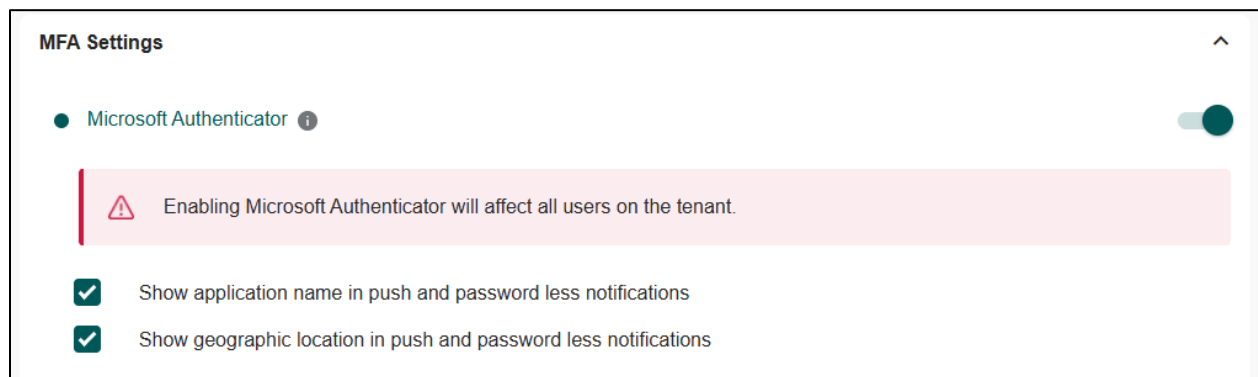 MFA Settings
Microsoft Authenticator
Enabling Microsoft Authenticator will affect all users on the tenant.
Show application name in push and password less notifications
Show geographic location in push and password less notifications